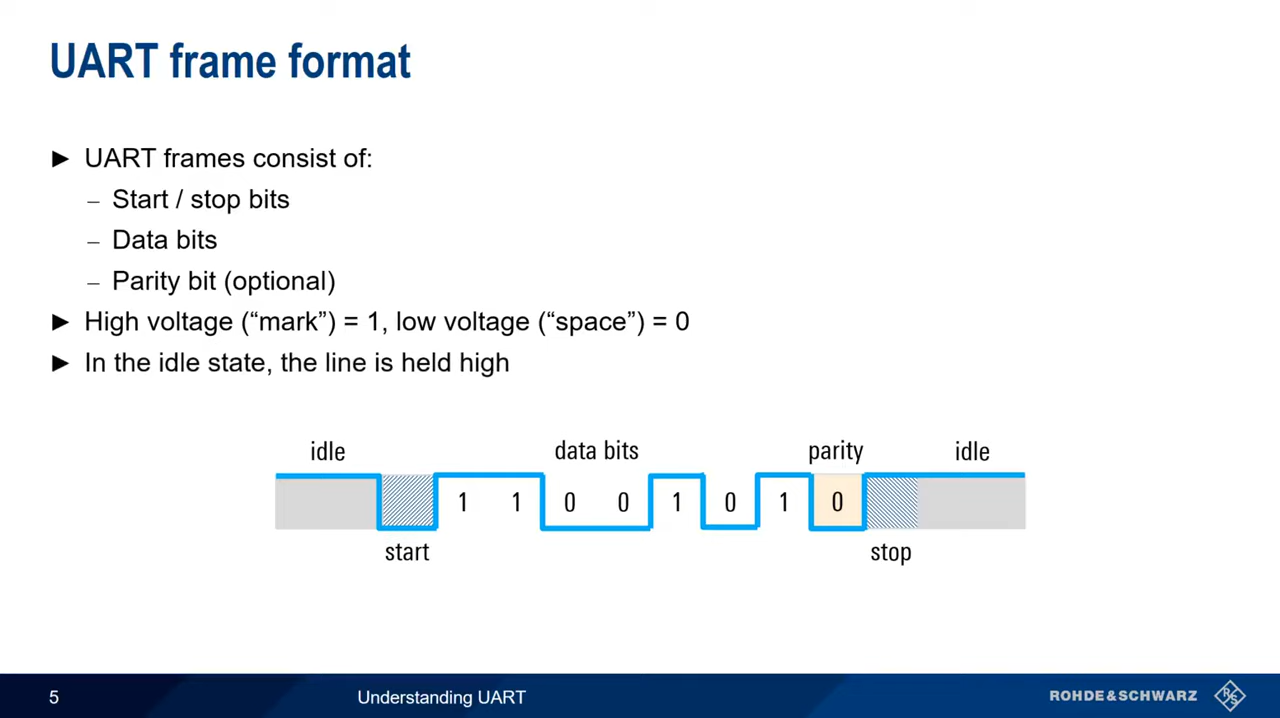 UART frame format
► UART frames consist of:
– Start / stop bits
– Data bits
– Parity bit (optional)
► High voltage (“mark”) = 1, low voltage (“space”) = 0
► In the idle state, the line is held high
idle data bits parity idle
1 1 0 0 1 0 1 0
start stop
5 Understanding UART ROHDE&SCHWARZ R&S